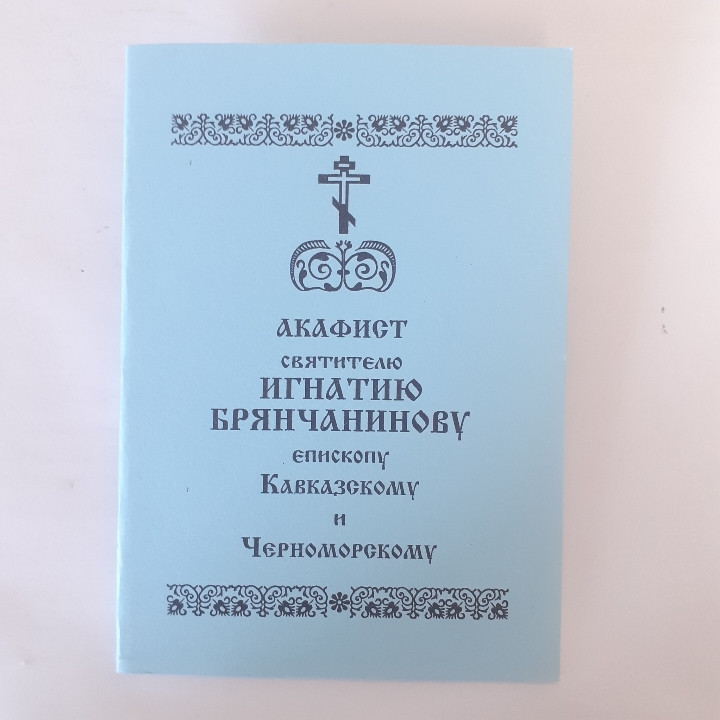 АКАФИСТ
СВЯТИТЕЛЮ
ИГНАТИЮ
БРЯНЧАНИНОВУ
ЕПИСКОПУ
КАВКАЗСКОМУ
И
ЧЕРНОМОРСКОМУ